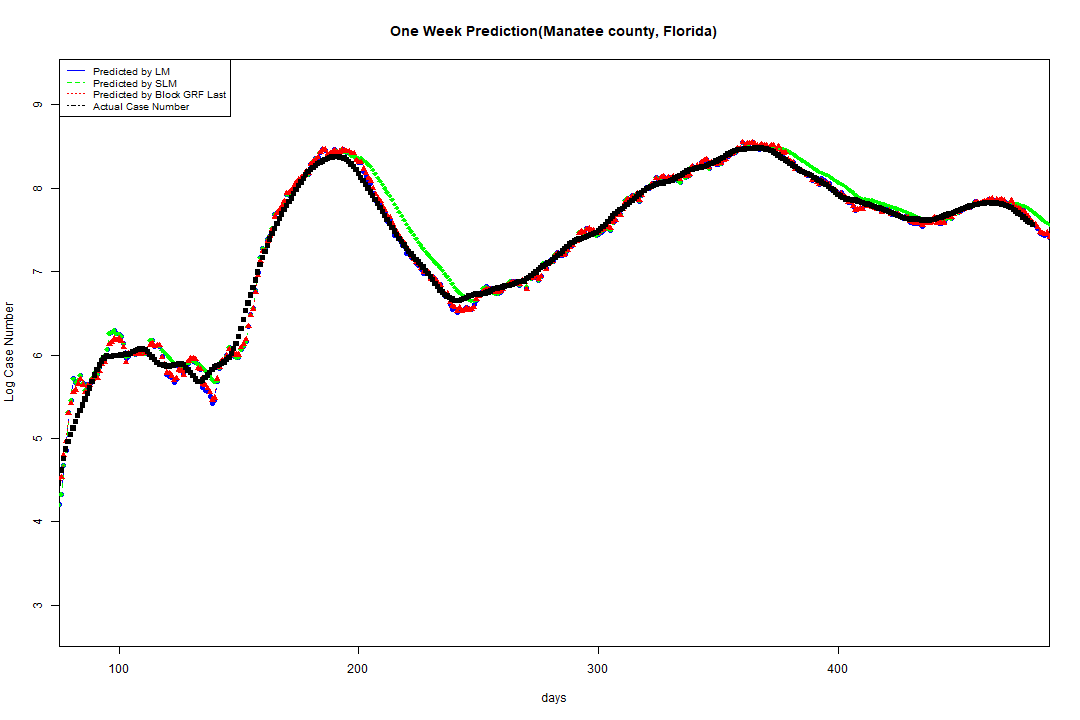 One Week Prediction(Manatee county, Florida)
Predicted by LM
Predicted by SLM
Predicted by Block GRF Last
Actual Case Number
9
8
7
6
5
4
3
Log Case Number
100 200 300 400
days